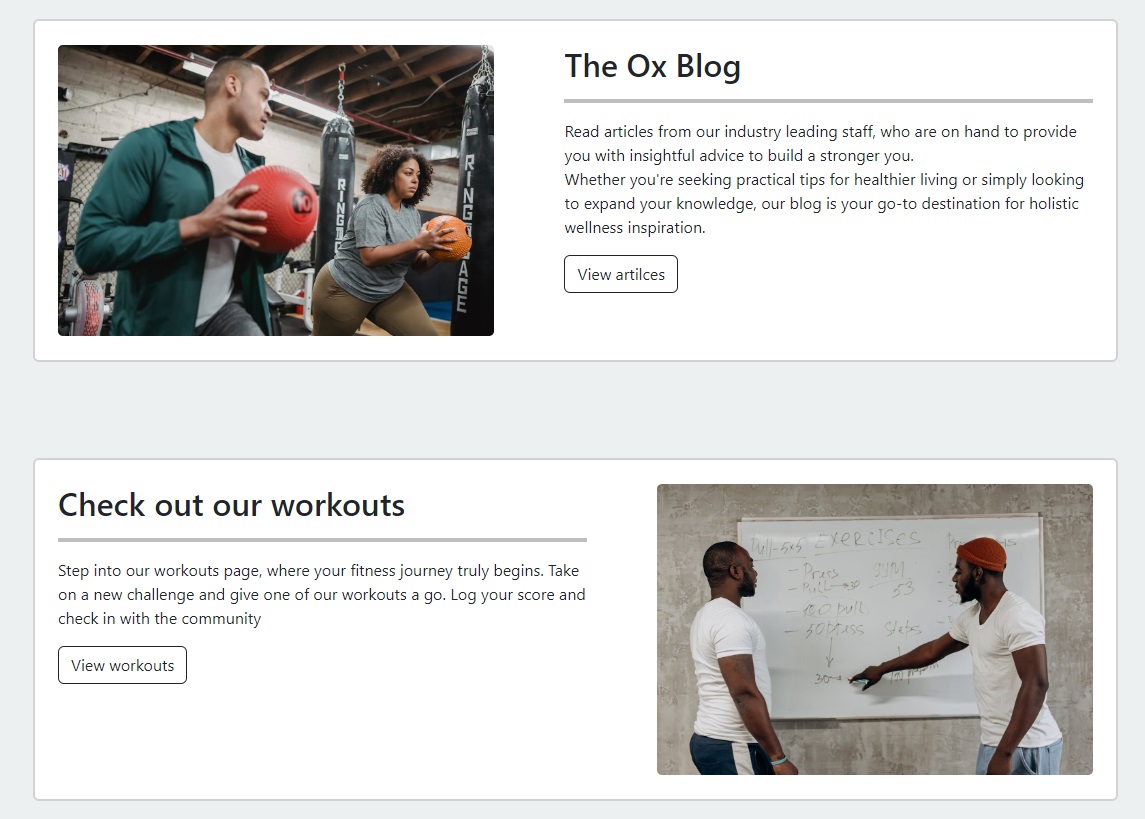 The Ox Blog
Read articles from our industry leading staff, who are on hand to provide
you with insightful advice to build a stronger you.
Whether you're seeking practical tips for healthier living or simply looking
to expand your knowledge, our blog is your go-to destination for holistic
wellness inspiration.
View artilces
RING
Check out our workouts
Step into our workouts page, where your fitness journey truly begins. Take
on a new challenge and give one of our workouts a go. Log your score and
check in with the community
View workouts
Pull-5x5 EXERCISES
Press
Pull
53
100 pull
50 press Steps
30